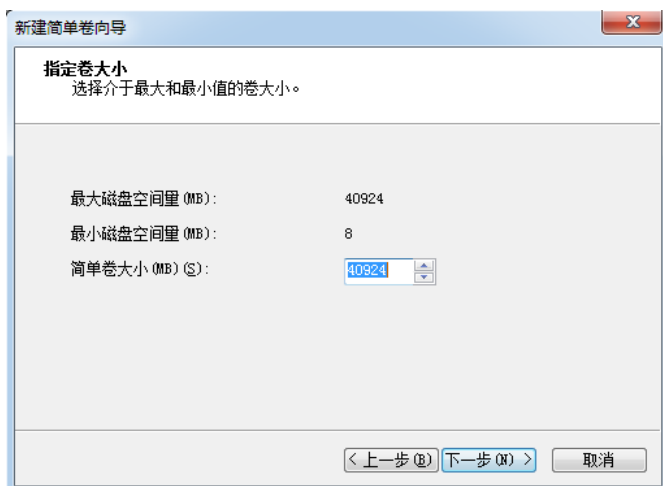 新建简单卷向导
指定卷大小
选择介于最大和最小值的卷大小。
最大磁盘空间量(MB): 40924
最小磁盘空间量(MB): 8
简单卷大小(MB)(S): 40924
<上一步(B) 下一步(N) > 取消